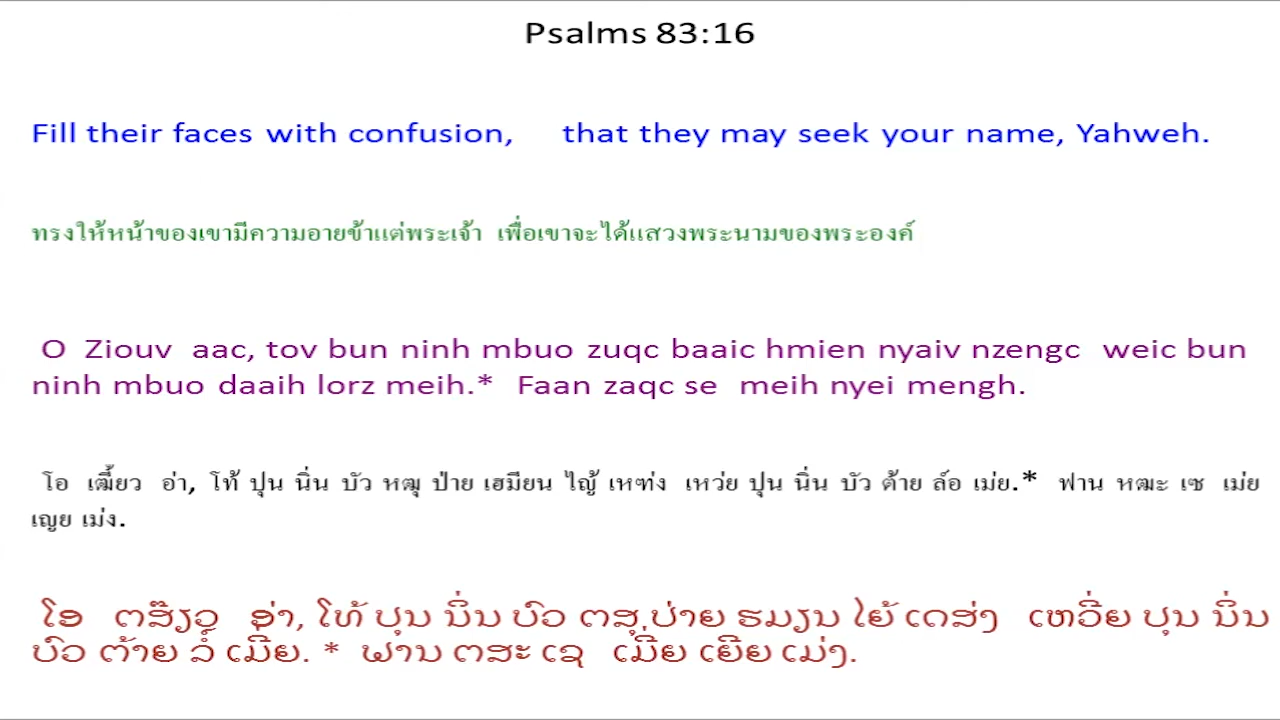 Psalms 83:16
Fill their faces with confusion, that they may seek your name, Yahweh.
ทรงให้หน้าของเขามีความอายข้าแต่พระเจ้า เพื่อเขาจะได้แสวงพระนามของพระองค์
O Ziouv aac, tov bun ninh mbuo zuqc baaic hmien nyaiv nzengc weic bun
ninh mbuo daaih lorz meih.* Faan zaqc se meih nyei mengh.
โอ เฒี้ยว อ่า, โท้ ปุน นิ่น บัว หฒุ ป่าย เฮมียน ไญ้ เหฑ่ง เหว่ย ปุน นิ่น บัว ต้าย ล์อ เม่ย.* ฟาน หฒะ เซ เม่ย
เญย เม่ง.
ໂອ ຕສ໊ຽວ ອ່າ, ໂທ້ ປຸນ ນິ່ນ ບົວ ຕສຸ ປ່າຍ ຮມຽນ ໄຍ້ ເດສ່ງ ເຫວີ່ຍ ປຸນ ນິ່ນ
ບົວ ຕ້າຍ ລໍ໌ ເມີ່ຍ. * ຟານ ຕສະ ເຊ ເມີ່ຍ ເຍີຍ ເມ່ງ.